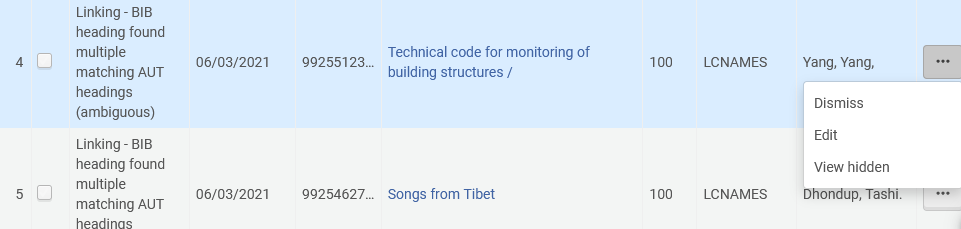 Linking - BIB
heading found
multiple
matching AUT
headings
(ambiguous)
4
06/03/2021
99255123...
Technical code for monitoring of
building structures /
100
LCNAMES
Yang, Yang,
Dismiss
Edit
View hidden
Linking - BIB
heading found
multiple
matching AUT
headings
5
06/03/2021
99254627...
Songs from Tibet
100
LCNAMES
Dhondup, Tashi.